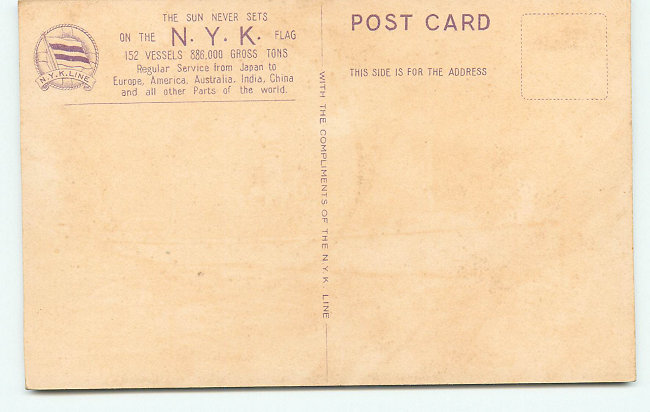 THE SUN NEVER SETS
ON THE N. Y. K. FLAG
152 VESSELS 886,000 GROSS TONS
Regular Service from Japan to
Europe, America, Australia, India, China
and all other Parts of the world.
N.Y.K. LINE
WITH THE COMPLIMENTS OF THE N.Y.K. LINE
POST CARD
THIS SIDE IS FOR THE ADDRESS